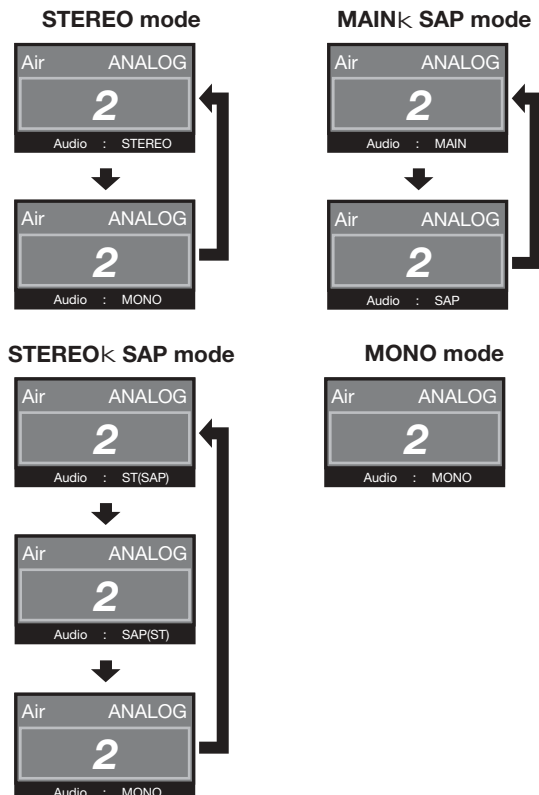 STEREO mode
Air ANALOG
2
Audio : STEREO
Air ANALOG
2
Audio : MONO
MAINK SAP mode
Air ANALOG
2
Audio : MAIN
Air ANALOG
2
Audio : SAP
STEREOK SAP mode
Air ANALOG
2
Audio : ST(SAP)
Air ANALOG
2
Audio : SAP(ST)
Air ANALOG
2
Audio : MONO
MONO mode
Air ANALOG
2
Audio : MONO